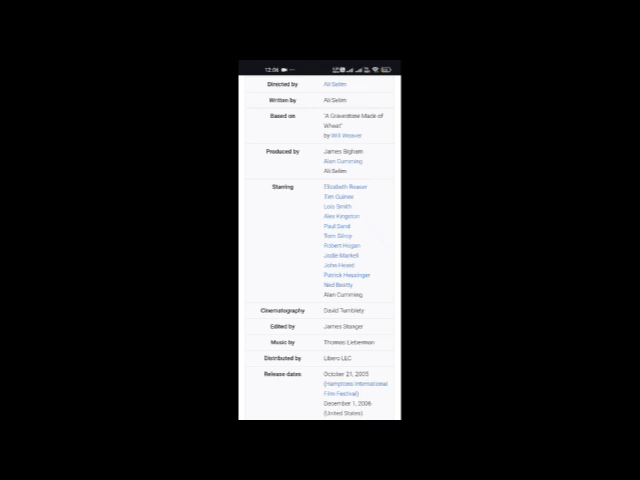 12:06
Directed by Ali Selim
Written by Ali Selim
Based on "A Gravestone Made of
Wheat"
by Will Weaver
Produced by James Bigham
Alan Cumming
Ali Selim
Starring Elizabeth Reaser
Tim Guinee
Lois Smith
Alex Kingston
Paul Sand
Tom Gilroy
Robert Hogan
Jodie Markell
John Heard
Patrick Heusinger
Ned Beatty
Alan Cumming
Cinematography David Tumblety
Edited by James Stanger
Music by Thomas Lieberman
Distributed by Libero LLC
Release dates October 21, 2005
(Hamptons International
Film Festival)
December 1, 2006
(United States)